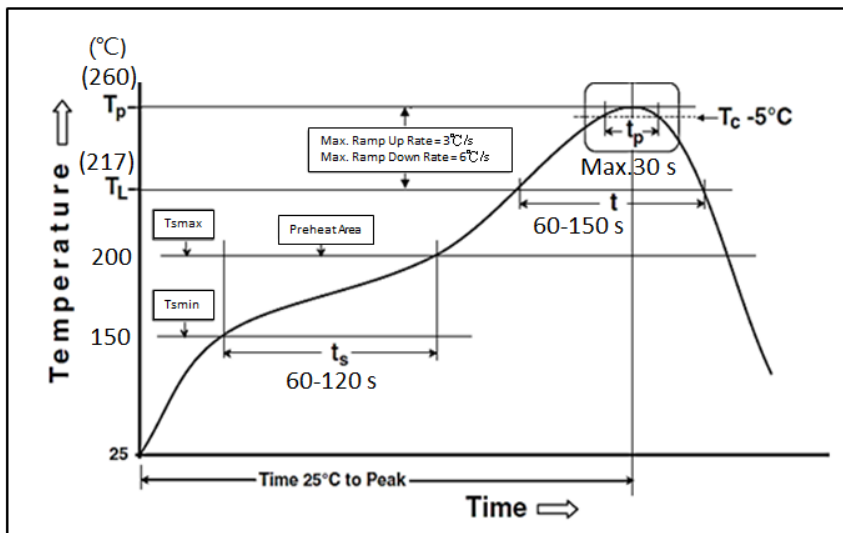 (℃)
(260)
Tp
Tc -5°C
tp
Max. Ramp Up Rate = 3℃/s
Max. Ramp Down Rate = 6℃/s
Max.30 s
(217)
TL
t
60-150 s
Tsmax
Preheat Area
200
Tsmin
150
ts
60-120 s
25
Time 25°C to Peak
Time
Temperature